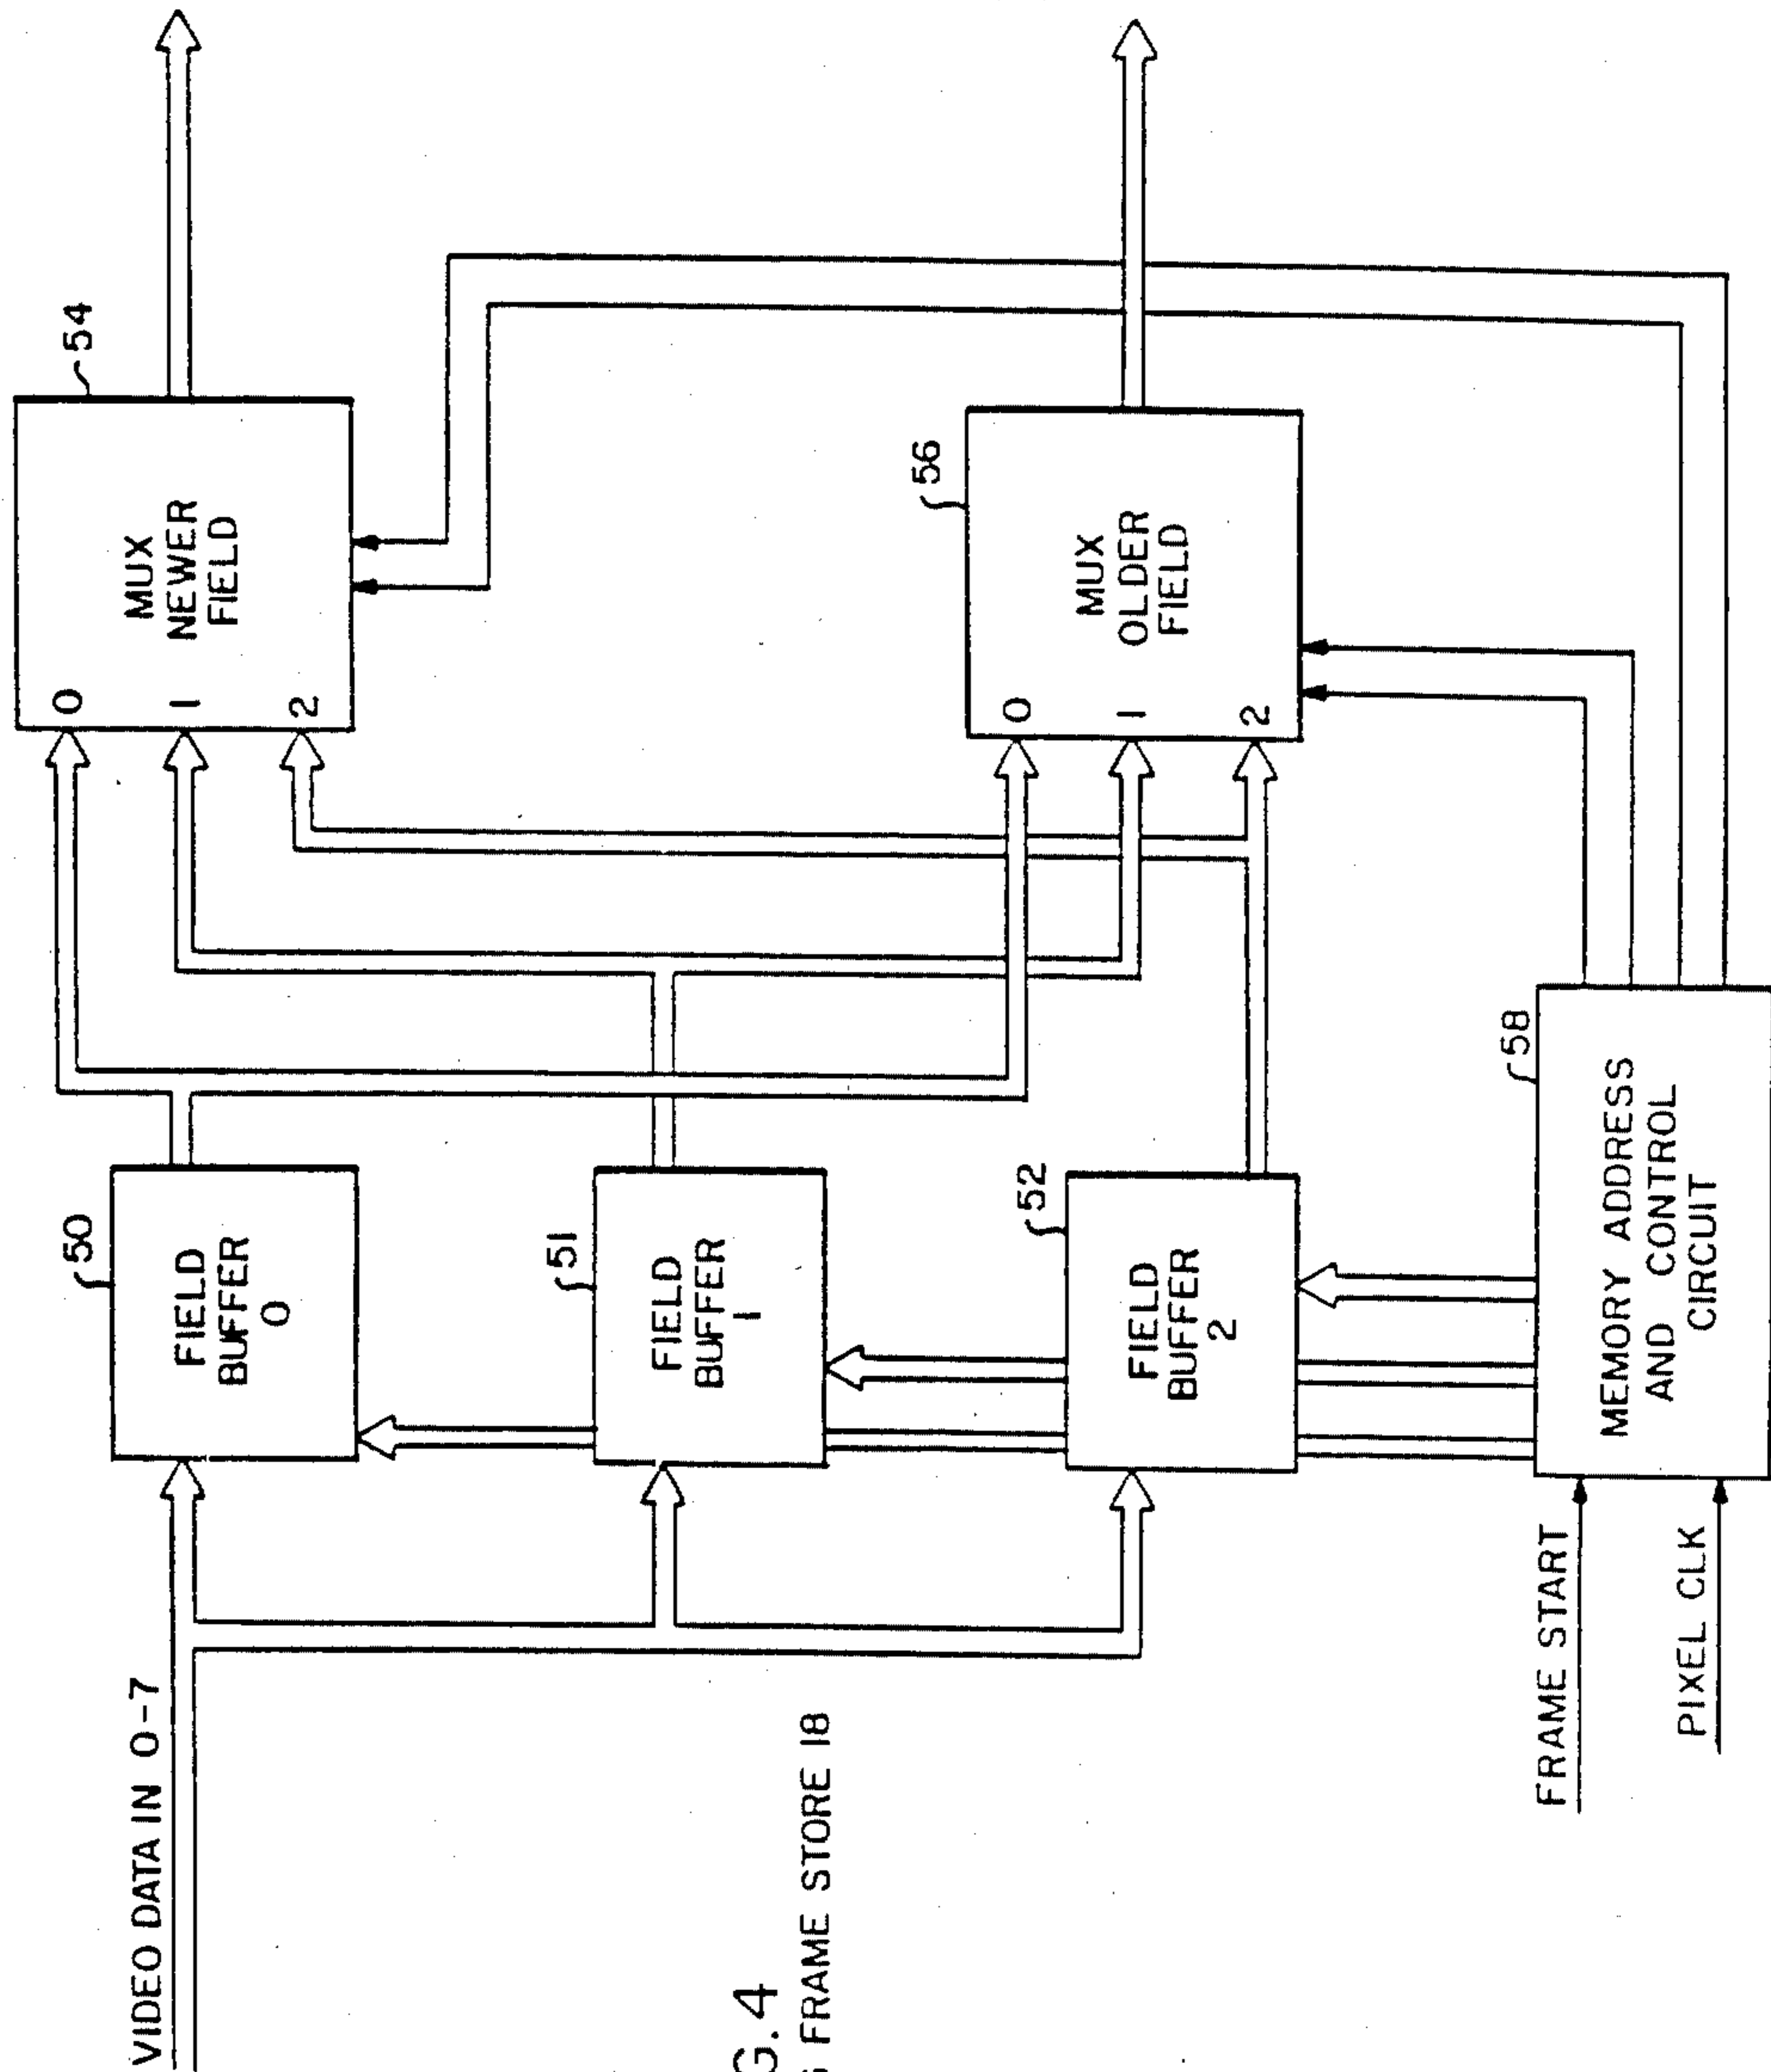 VIDEO DATA IN 0-7
FIELD
BUFFER
0
50
FIELD
BUFFER
1
51
FIELD
BUFFER
2
52
MUX
NEWER
FIELD
0
1
2
54
MUX
OLDER
FIELD
0
1
2
56
MEMORY ADDRESS
AND CONTROL
CIRCUIT
58
FRAME START
PIXEL CLK
G.4
FRAME STORE 18